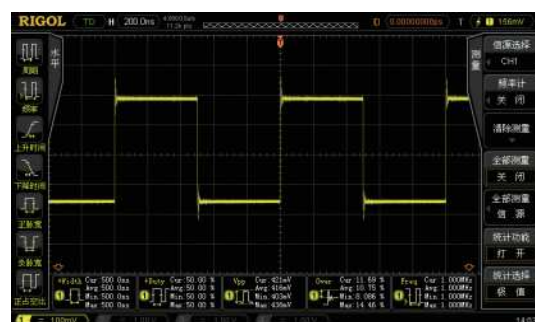 RIGOL TD H 200.0ns D 0.00000000ps T 196mV
水平
测量
周期
频率
上升时间
下降时间
正脉宽
负脉宽
正占空比
信源选择
CH1
频率计
关闭
清除测量
全部测量
关闭
全部测量
信源
统计功能
打开
统计选择
极值
+Width Cur 500.0ns
Avg 500.0ns
Min 500.0ns
Max 500.0ns
+Duty Cur 50.00 %
Avg 50.00 %
Min 50.00 %
Max 50.00 %
Vpp Cur 421mV
Avg 416mV
Min 403mV
Max 430mV
Over Cur 11.69 %
Avg 10.75 %
Min 8.086 %
Max 14.46 %
Freq Cur 1.000MHz
Avg 1.000MHz
Min 1.000MHz
Max 1.000MHz
1 = 100mV